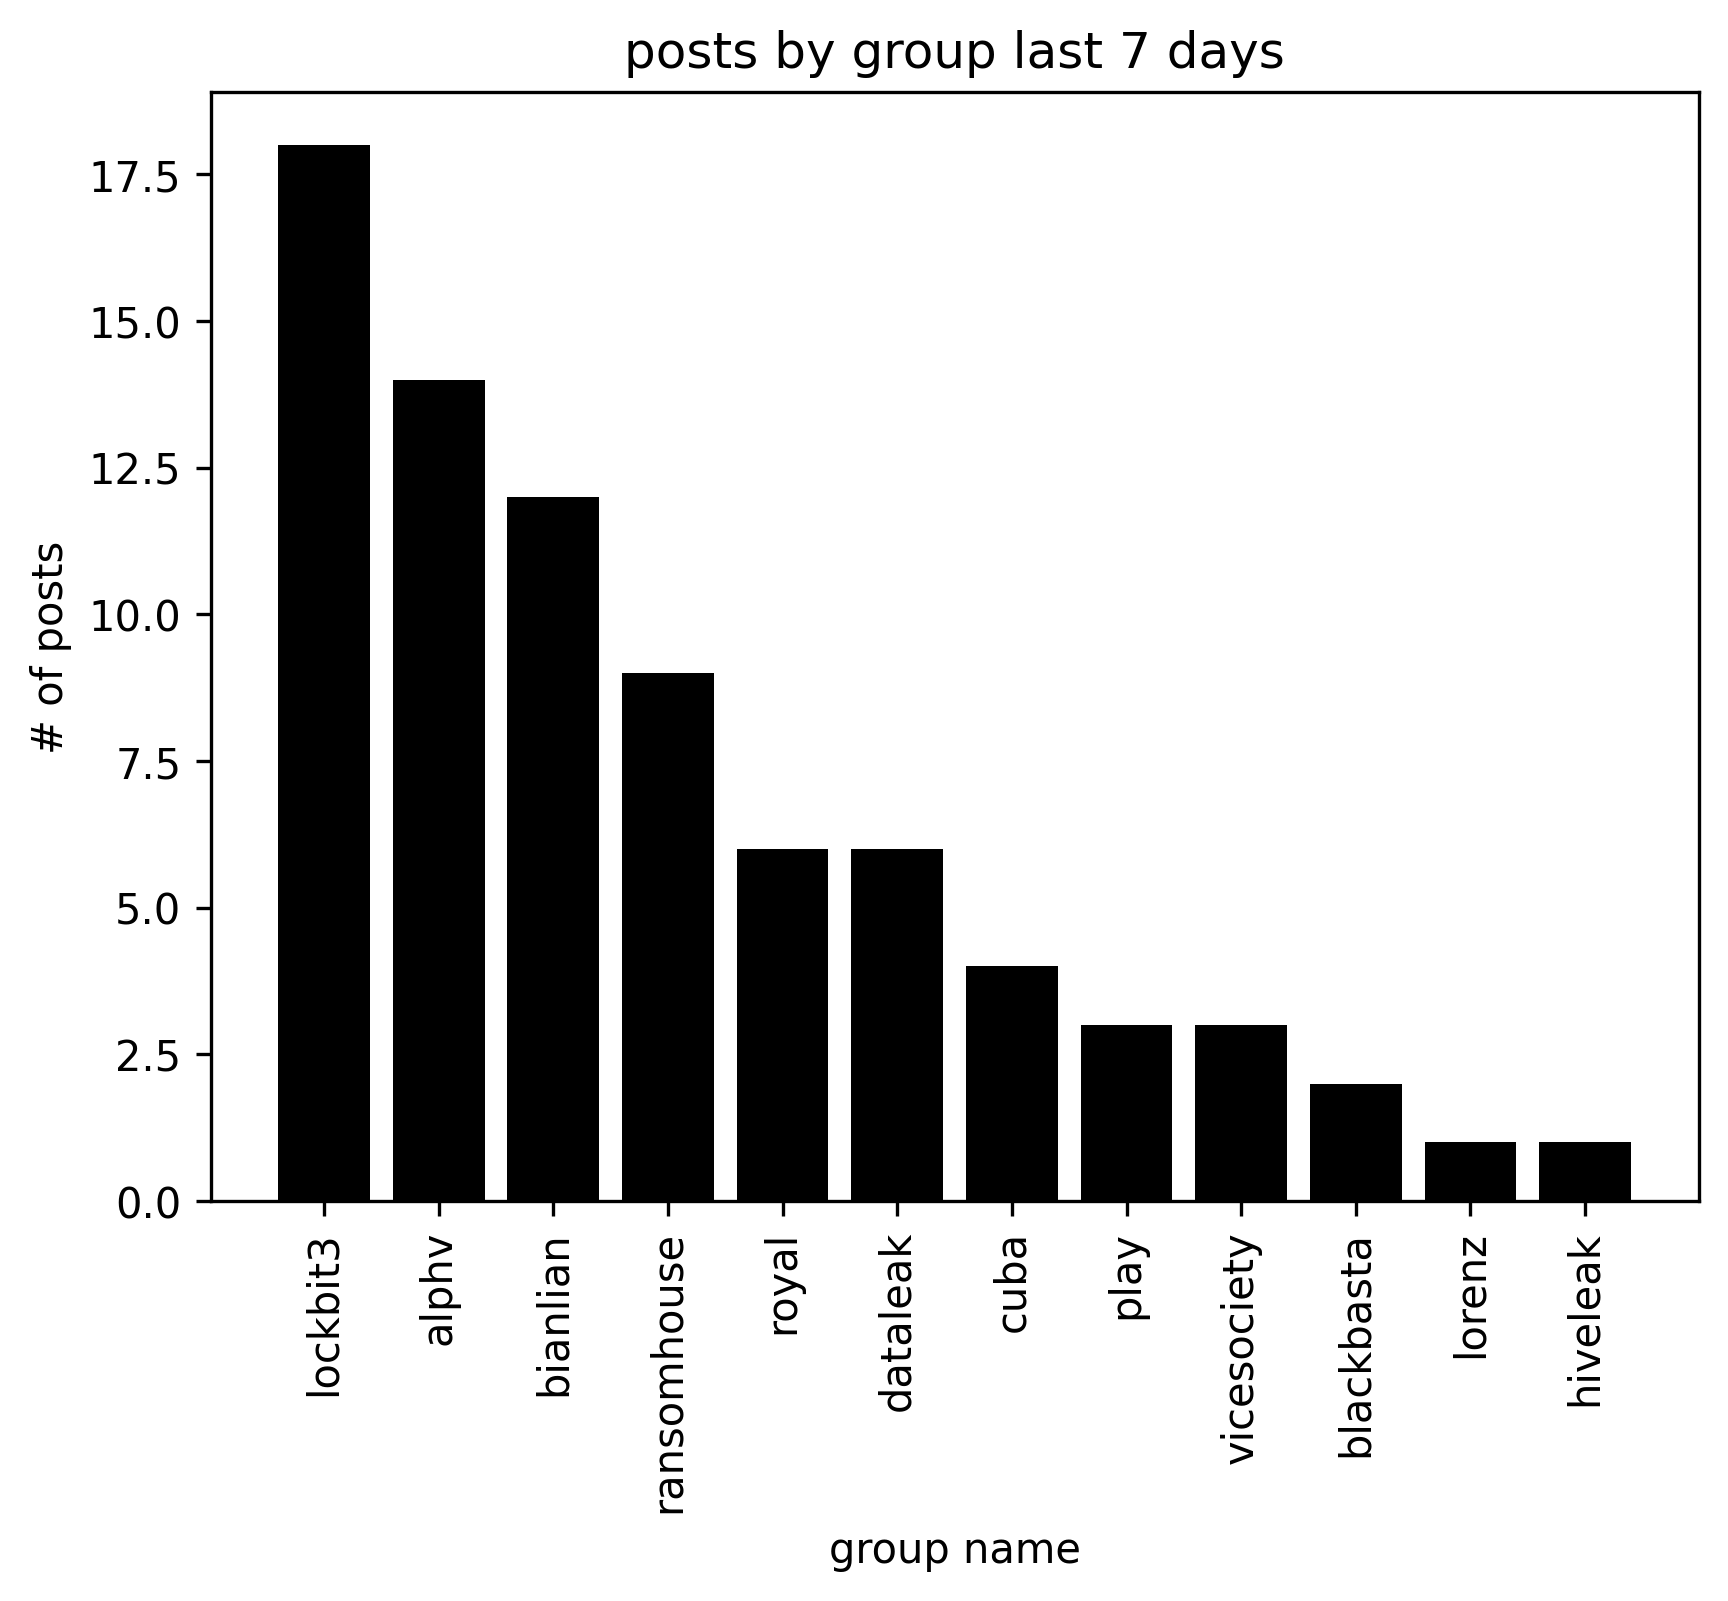 posts by group last 7 days
# of posts
17.5
15.0
12.5
10.0
7.5
5.0
2.5
0.0
lockbit3
alphv
bianlian
ransomhouse
royal
dataleak
cuba
play
vicesociety
blackbasta
lorenz
hiveleak
group name